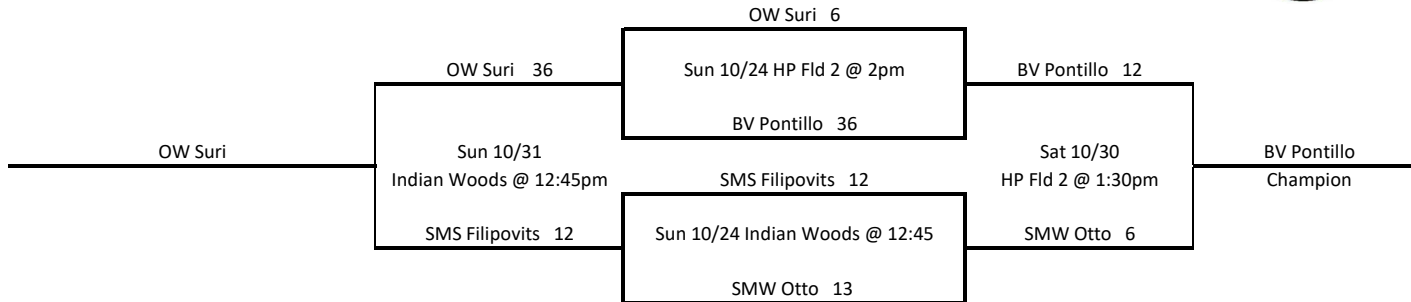 OW Suri 6
OW Suri 36
Sun 10/24 HP Fld 2 @ 2pm
BV Pontillo 12
BV Pontillo 36
OW Suri
Sun 10/31
Indian Woods @ 12:45pm
SMS Filipovits 12
Sat 10/30
HP Fld 2 @ 1:30pm
BV Pontillo
Champion
SMS Filipovits 12
Sun 10/24 Indian Woods @ 12:45
SMW Otto 6
SMW Otto 13